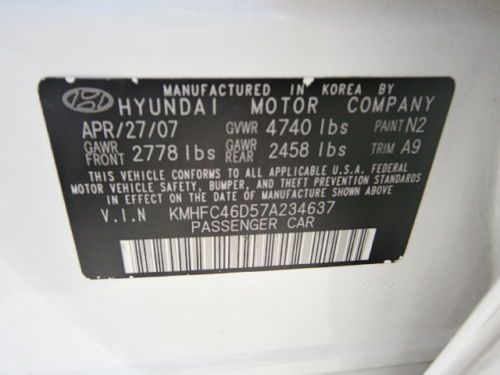 MANUFACTURED IN KOREA BY
HYUNDAI MOTOR COMPANY
APR/27/07 GVWR 4740 lbs PAINT N2
GAWR FRONT 2778 lbs GAWR REAR 2458 lbs TRIM A9
THIS VEHICLE CONFORMS TO ALL APPLICABLE U.S.A. FEDERAL
MOTOR VEHICLE SAFETY, BUMPER, AND THEFT PREVENTION STANDARDS
IN EFFECT ON THE DATE OF MANUFACTURE SHOWN ABOVE.
V.I.N KMHFC46D57A234637
PASSENGER CAR